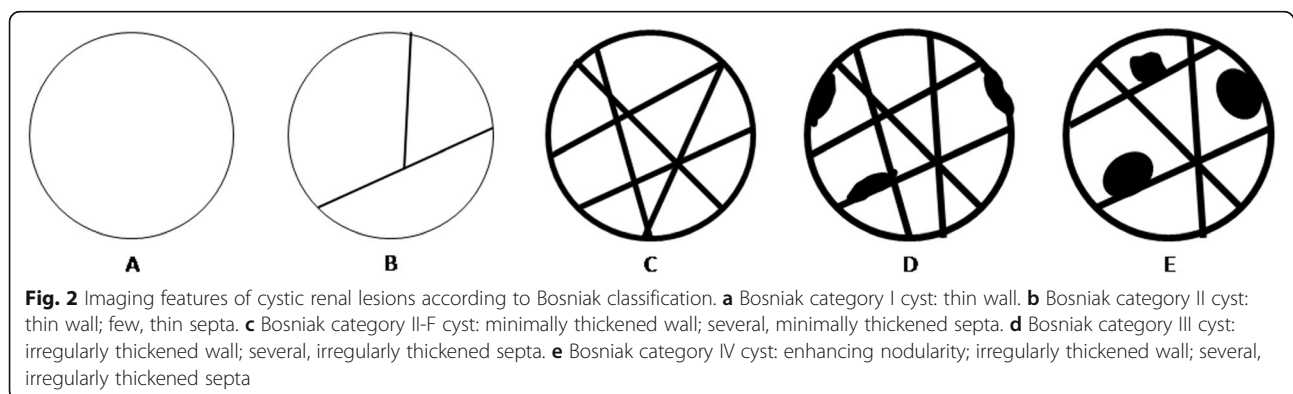 A B C D E
Fig. 2 Imaging features of cystic renal lesions according to Bosniak classification. a Bosniak category I cyst: thin wall. b Bosniak category II cyst:
thin wall; few, thin septa. c Bosniak category II-F cyst: minimally thickened wall; several, minimally thickened septa. d Bosniak category III cyst:
irregularly thickened wall; several, irregularly thickened septa. e Bosniak category IV cyst: enhancing nodularity; irregularly thickened wall; several,
irregularly thickened septa